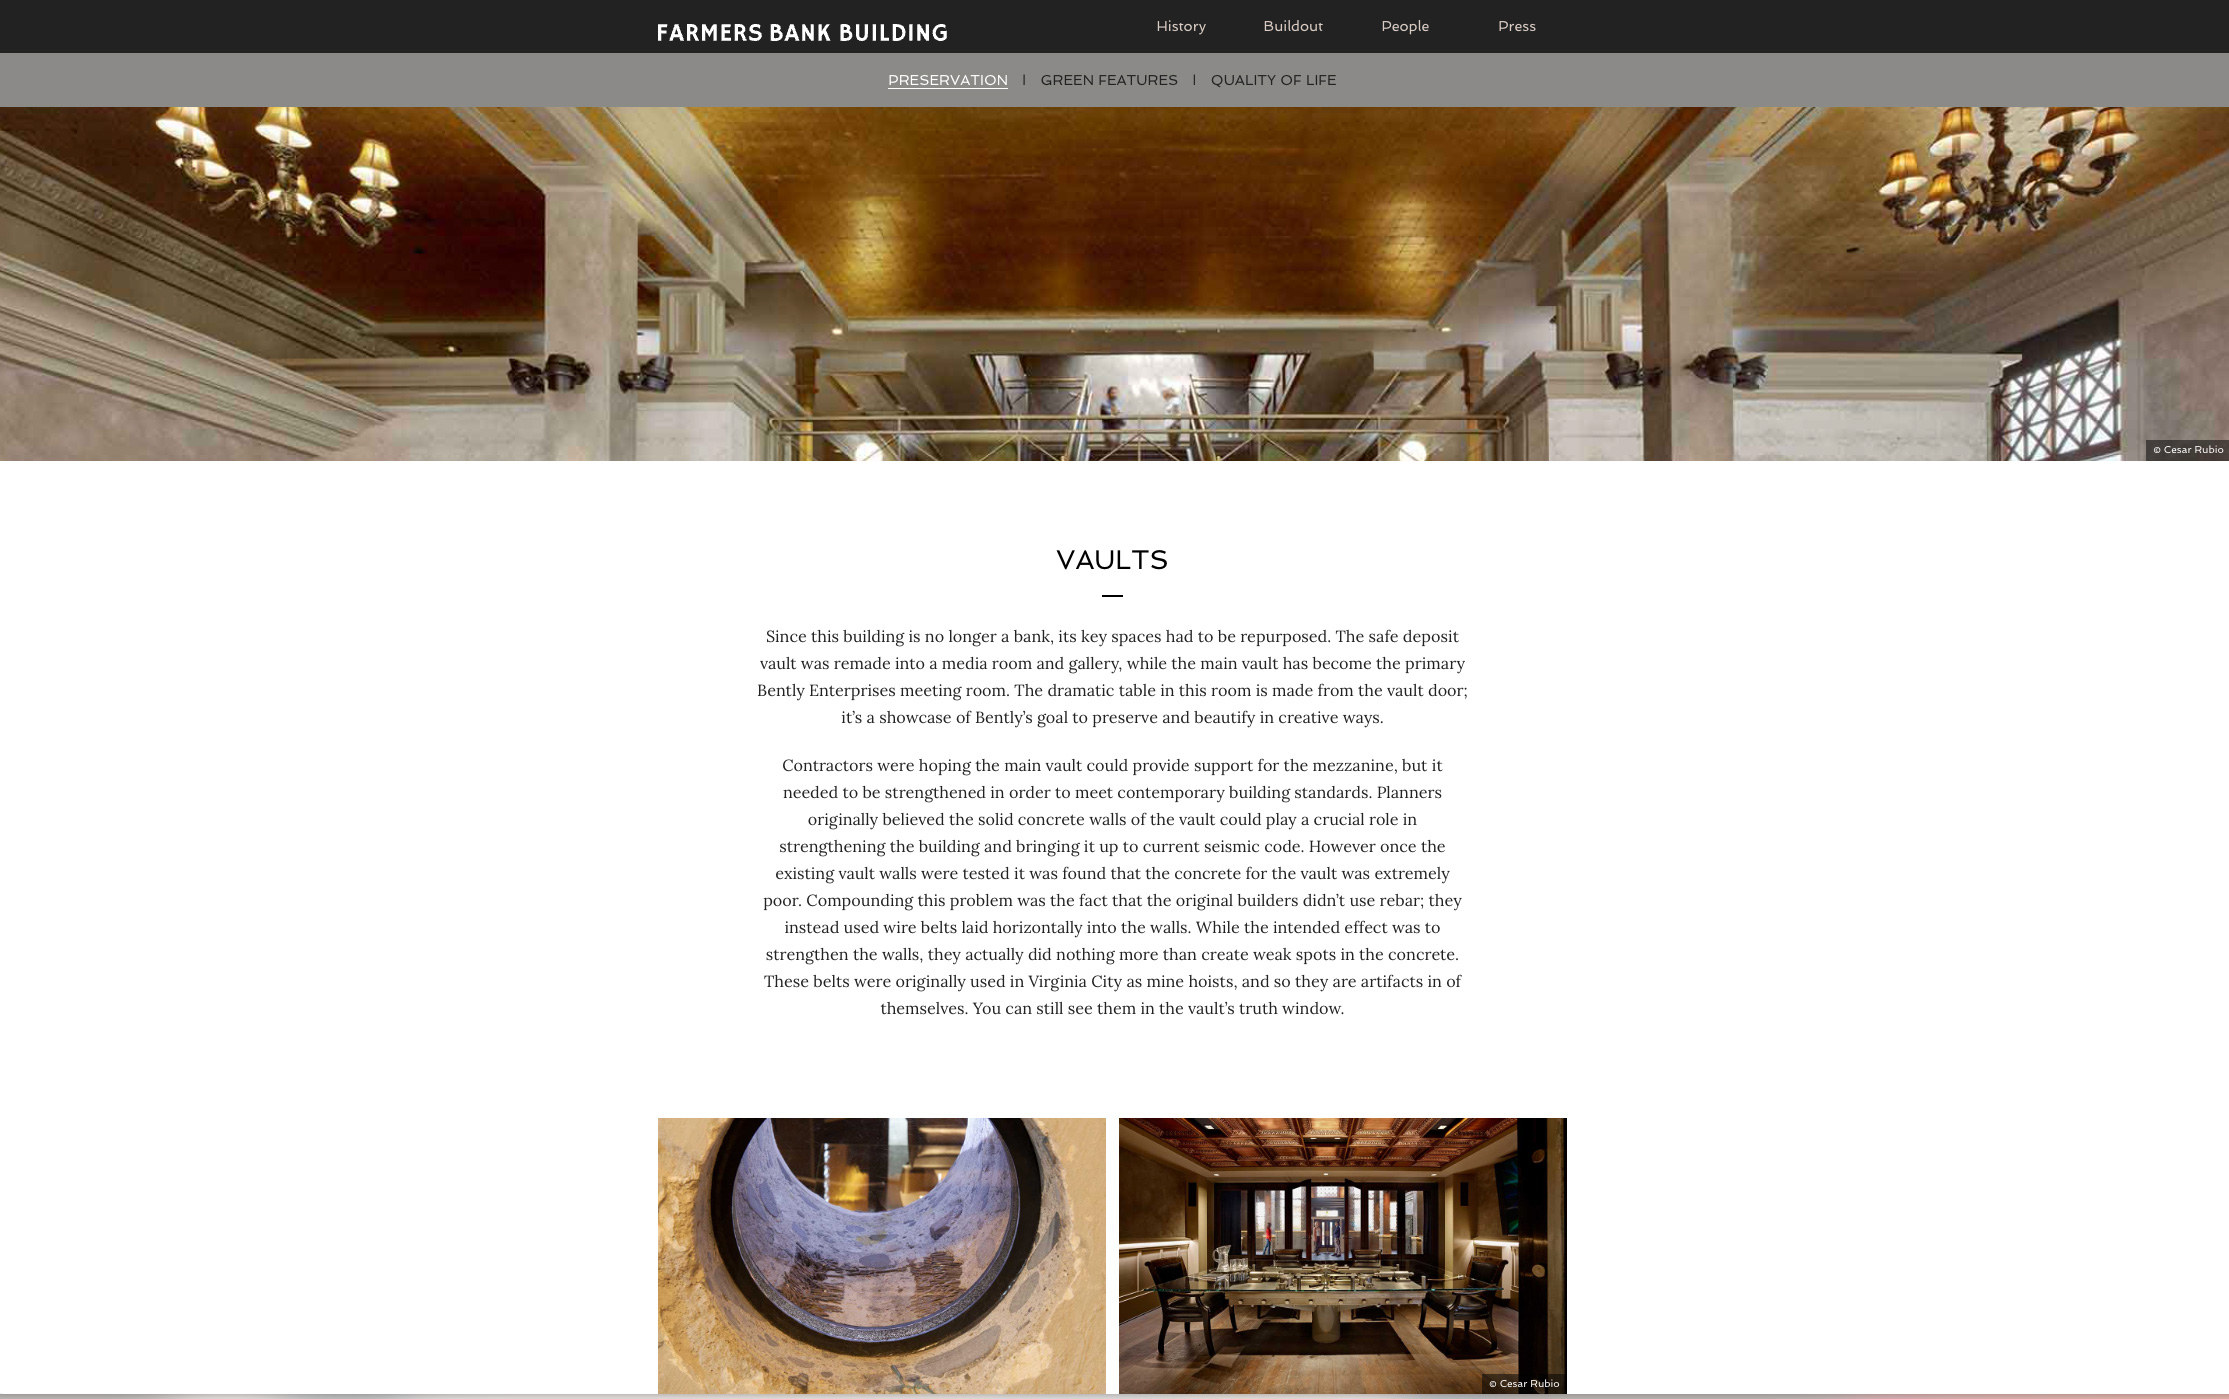 FARMERS BANK BUILDING
History
Buildout
People
Press
PRESERVATION | GREEN FEATURES | QUALITY OF LIFE
© Cesar Rubio
VAULTS
Since this building is no longer a bank, its key spaces had to be repurposed. The safe deposit
vault was remade into a media room and gallery, while the main vault has become the primary
Bently Enterprises meeting room. The dramatic table in this room is made from the vault door;
it’s a showcase of Bently’s goal to preserve and beautify in creative ways.
Contractors were hoping the main vault could provide support for the mezzanine, but it
needed to be strengthened in order to meet contemporary building standards. Planners
originally believed the solid concrete walls of the vault could play a crucial role in
strengthening the building and bringing it up to current seismic code. However once the
existing vault walls were tested it was found that the concrete for the vault was extremely
poor. Compounding this problem was the fact that the original builders didn’t use rebar; they
instead used wire belts laid horizontally into the walls. While the intended effect was to
strengthen the walls, they actually did nothing more than create weak spots in the concrete.
These belts were originally used in Virginia City as mine hoists, and so they are artifacts in of
themselves. You can still see them in the vault’s truth window.
© Cesar Rubio